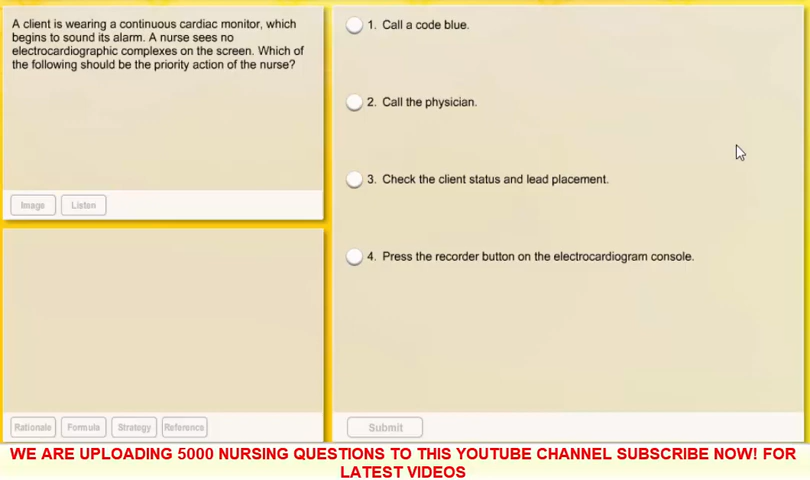 A client is wearing a continuous cardiac monitor, which
begins to sound its alarm. A nurse sees no
electrocardiographic complexes on the screen. Which of
the following should be the priority action of the nurse?
Image
Listen
Rationale
Formula
Strategy
Reference
1. Call a code blue.
2. Call the physician.
3. Check the client status and lead placement.
4. Press the recorder button on the electrocardiogram console.
Submit
WE ARE UPLOADING 5000 NURSING QUESTIONS TO THIS YOUTUBE CHANNEL SUBSCRIBE NOW! FOR
LATEST VIDEOS